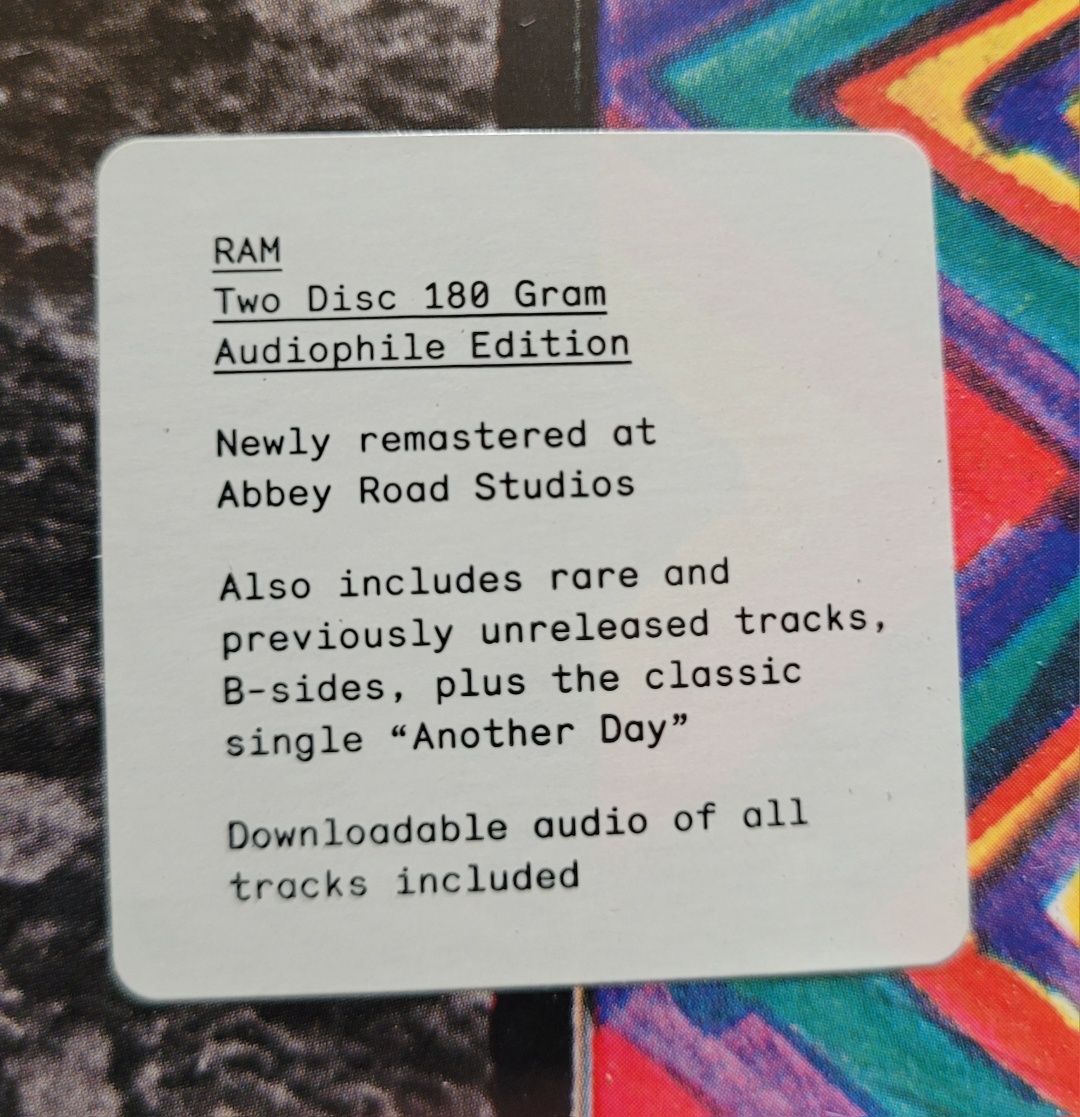 RAM
Two Disc 180 Gram
Audiophile Edition
Newly remastered at
Abbey Road Studios
Also includes rare and
previously unreleased tracks,
B-sides, plus the classic
single “Another Day”
Downloadable audio of all
tracks included